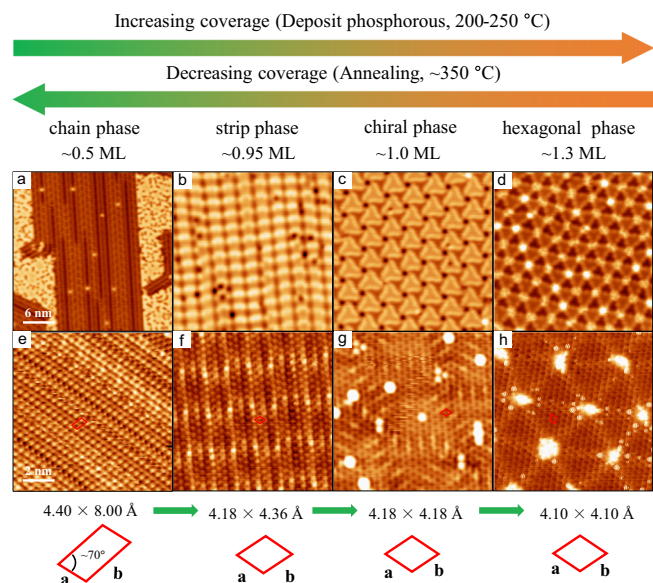 Increasing coverage (Deposit phosphorous, 200-250 °C)
Decreasing coverage (Annealing, ~350 °C)
chain phase strip phase chiral phase hexagonal phase
~0.5 ML ~0.95 ML ~1.0 ML ~1.3 ML
a b c d
6 nm
e f g h
2 nm
4.40 × 8.00 Å 4.18 × 4.36 Å 4.18 × 4.18 Å 4.10 × 4.10 Å
~70°
a b a b a b a b